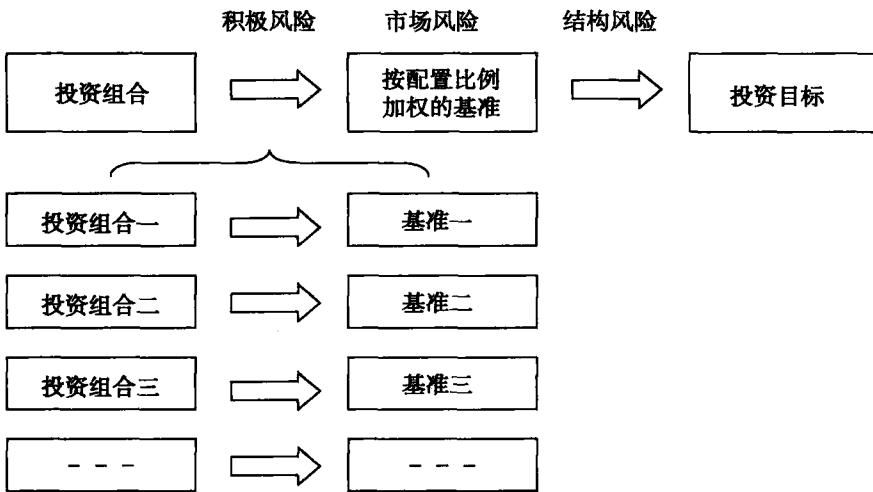 积极风险 市场风险 结构风险
投资组合
按配置比例
加权的基准
投资目标
投资组合一 基准一
投资组合二 基准二
投资组合三 基准三
- - - - - -